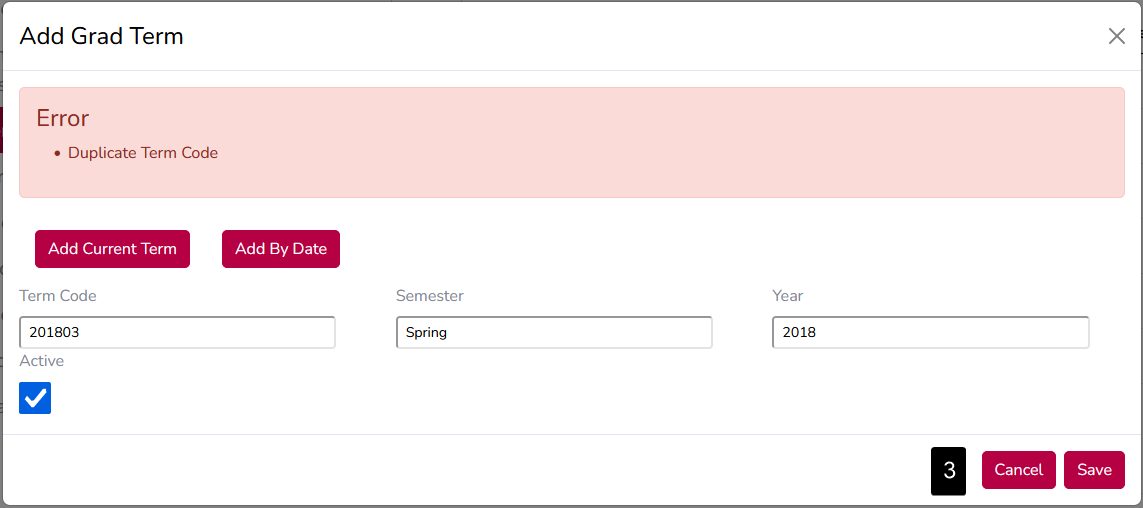 Add Grad Term
Error
• Duplicate Term Code
Add Current Term Add By Date
Term Code Semester Year
201803 Spring 2018
Active
3 Cancel Save